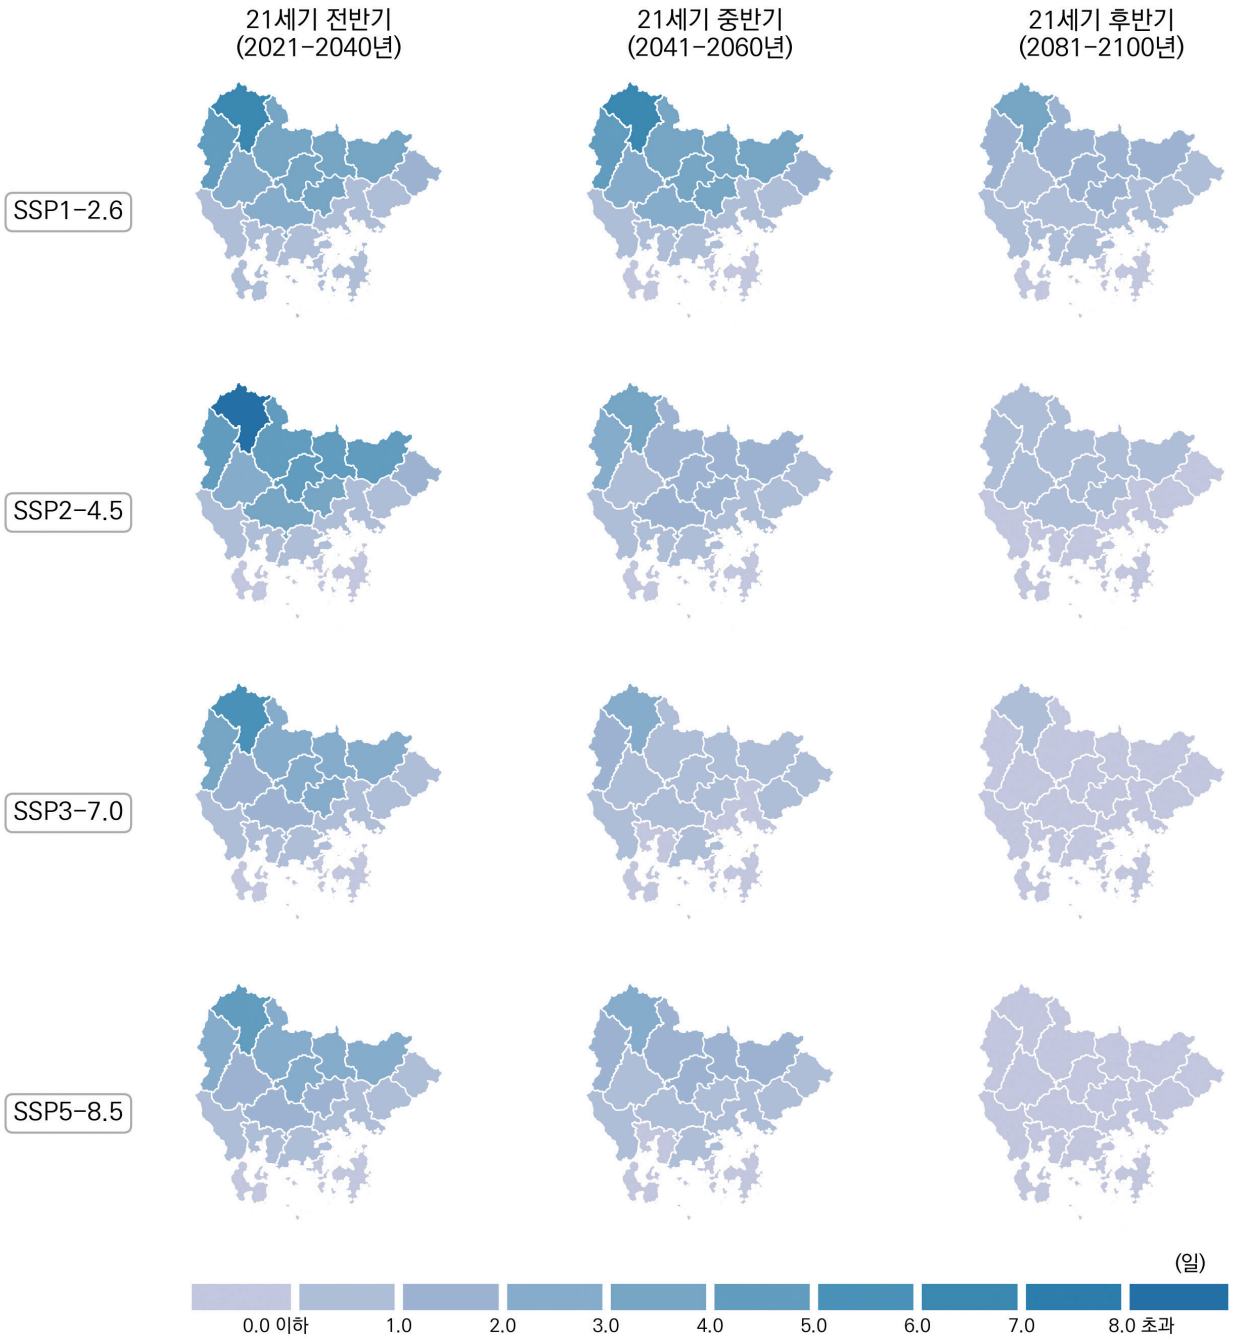 21세기 전반기
(2021-2040년)
21세기 중반기
(2041-2060년)
21세기 후반기
(2081-2100년)
SSP1-2.6
SSP2-4.5
SSP3-7.0
SSP5-8.5
(일)
0.0 이하 1.0 2.0 3.0 4.0 5.0 6.0 7.0 8.0 초과